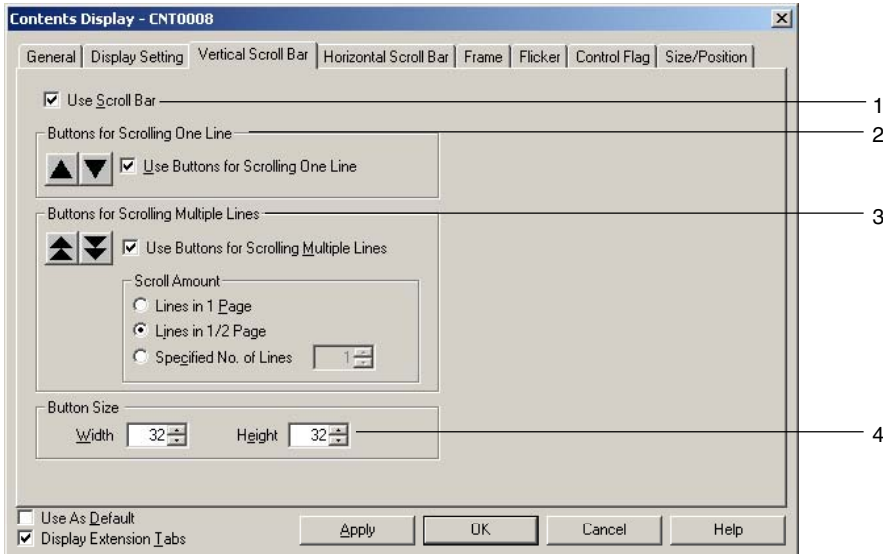 Contents Display - CNT0008
General Display Setting Vertical Scroll Bar Horizontal Scroll Bar Frame Flicker Control Flag Size/Position
Use Scroll Bar
1
Buttons for Scrolling One Line
2
Use Buttons for Scrolling One Line
Buttons for Scrolling Multiple Lines
3
Use Buttons for Scrolling Multiple Lines
Scroll Amount
Lines in 1 Page
Lines in 1/2 Page
Specified No. of Lines 1
Button Size
Width 32 Height 32
4
Use As Default
Display Extension Tabs
Apply OK Cancel Help